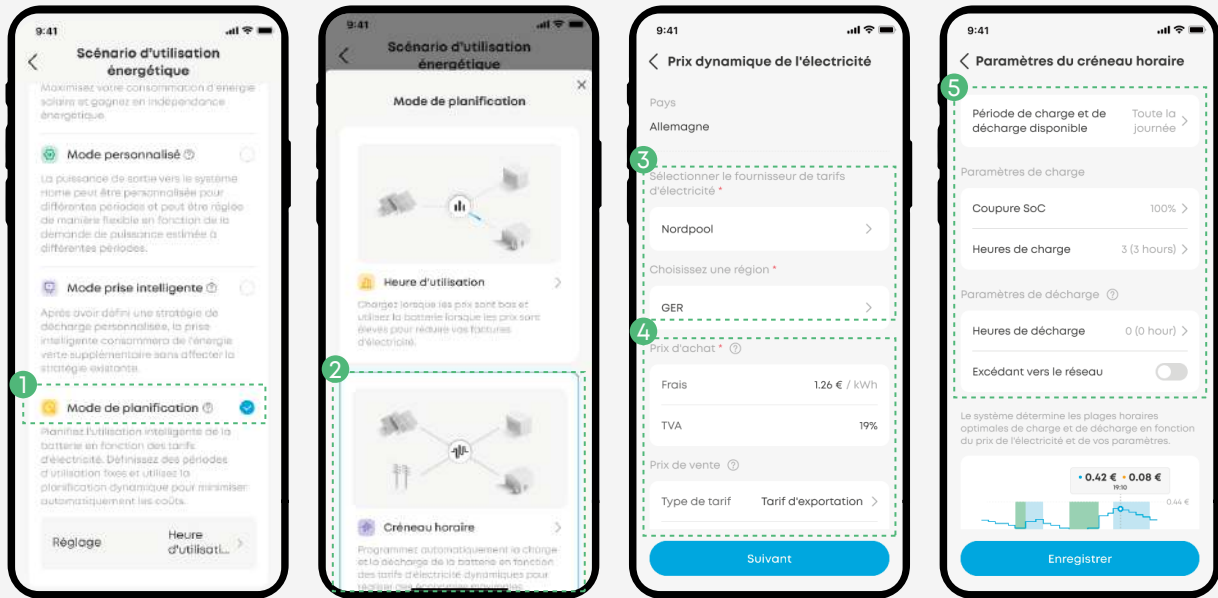 9:41
Scénario d'utilisation
énergétique
Maximisez votre consommation d'énergie
solaire et gagnez en indépendance
énergétique.
Mode personnalisé ?
La puissance de sortie vers le système
Home peut être personnalisée pour
différentes périodes et peut être réglée
de manière flexible en fonction de la
demande de puissance estimée à
différentes périodes.
Mode prise intelligente ?
Après avoir défini une stratégie de
décharge personnalisée, la prise
intelligente consommera de l'énergie
verte supplémentaire sans affecter la
stratégie existante.
1
Mode de planification ?
Planifiez l'utilisation intelligente de la
batterie en fonction des tarifs
d'électricité. Définissez des périodes
d'utilisation fixes et utilisez la
planification dynamique pour minimiser
automatiquement les coûts.
Réglage
Heure
d'utilisati...
9:41
Scénario d'utilisation
énergétique
Mode de planification
Heure d'utilisation
Chargez lorsque les prix sont bas et
utilisez la batterie lorsque les prix sont
élevés pour réduire vos factures
d'électricité.
2
Créneau horaire
Programmez automatiquement la charge
et la décharge de la batterie en fonction
des tarifs d'électricité dynamiques pour
réaliser des économies maximales
9:41
Prix dynamique de l'électricité
Pays
Allemagne
3
Sélectionner le fournisseur de tarifs
d'électricité *
Nordpool
Choisissez une région *
GER
4
Prix d'achat * ?
Frais 1.26 € / kWh
TVA 19%
Prix de vente ?
Type de tarif Tarif d'exportation
Suivant
9:41
Paramètres du créneau horaire
5
Période de charge et de
décharge disponible
Toute la
journée
Paramètres de charge
Coupure SoC 100%
Heures de charge 3 (3 hours)
Paramètres de décharge ?
Heures de décharge 0 (0 hour)
Excédant vers le réseau
Le système détermine les plages horaires
optimales de charge et de décharge en fonction
du prix de l'électricité et de vos paramètres.
0.42 € 0.08 €
19:10
0.44 €
Enregistrer